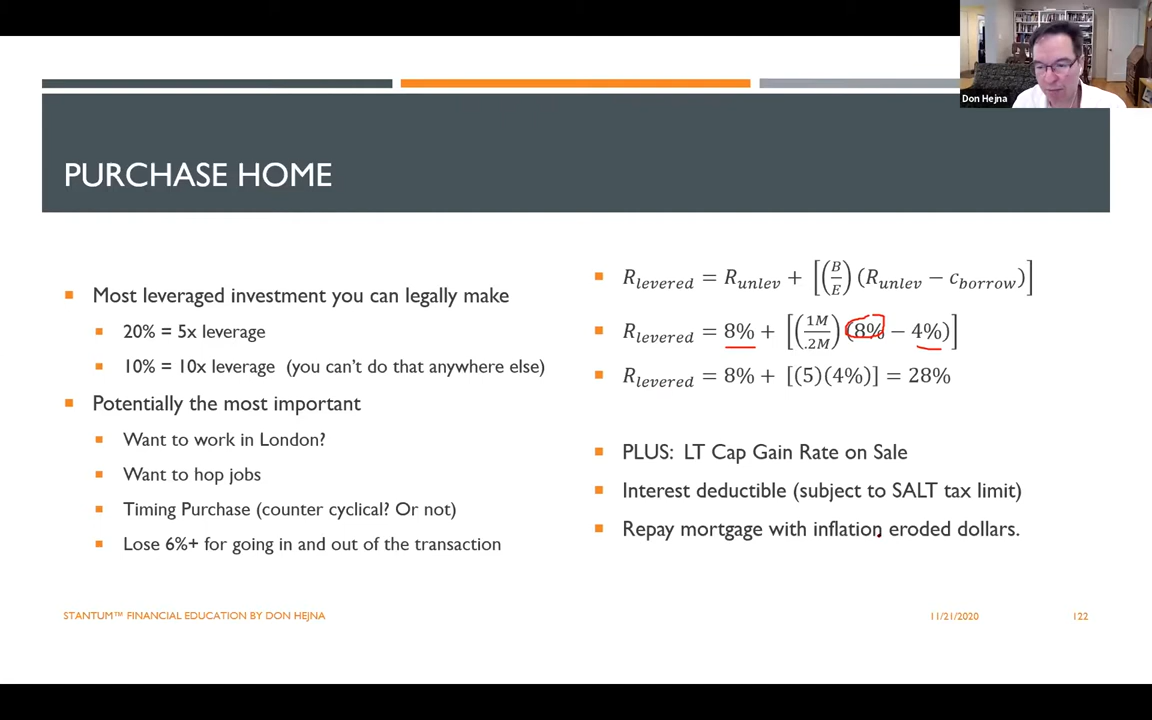 Don Hejna
PURCHASE HOME
Most leveraged investment you can legally make
20% = 5x leverage
10% = 10x leverage (you can't do that anywhere else)
Potentially the most important
Want to work in London?
Want to hop jobs
Timing Purchase (counter cyclical? Or not)
Lose 6%+ for going in and out of the transaction
R_levered = R_unlev + [(B/E) (R_unlev − c_borrow)]
R_levered = 8% + [(1M/.2M) (8% − 4%)]
R_levered = 8% + [(5)(4%)] = 28%
PLUS: LT Cap Gain Rate on Sale
Interest deductible (subject to SALT tax limit)
Repay mortgage with inflation eroded dollars.
STANTUM™ FINANCIAL EDUCATION BY DON HEJNA
11/21/2020
122